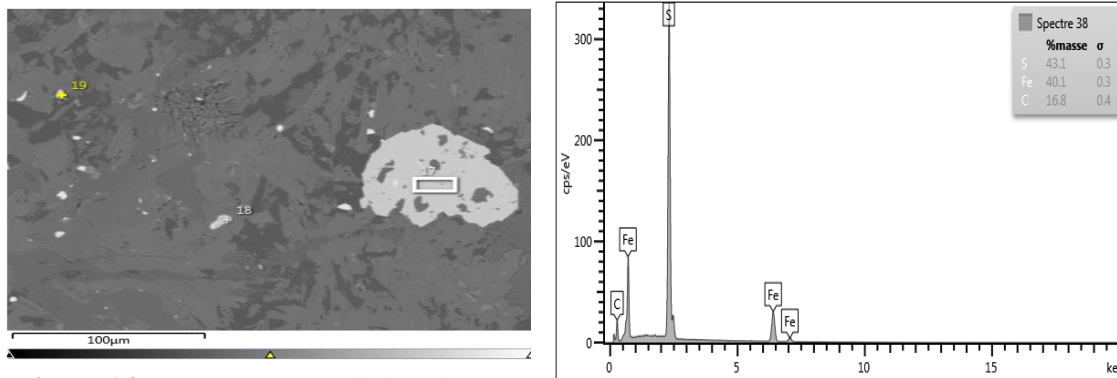 19
17
18
100µm
300
200
100
0
cps/eV
S
Fe
C
Fe
Fe
0
5
10
15
Spectre 38
%masse σ
S 43.1 0.3
Fe 40.1 0.3
C 16.8 0.4